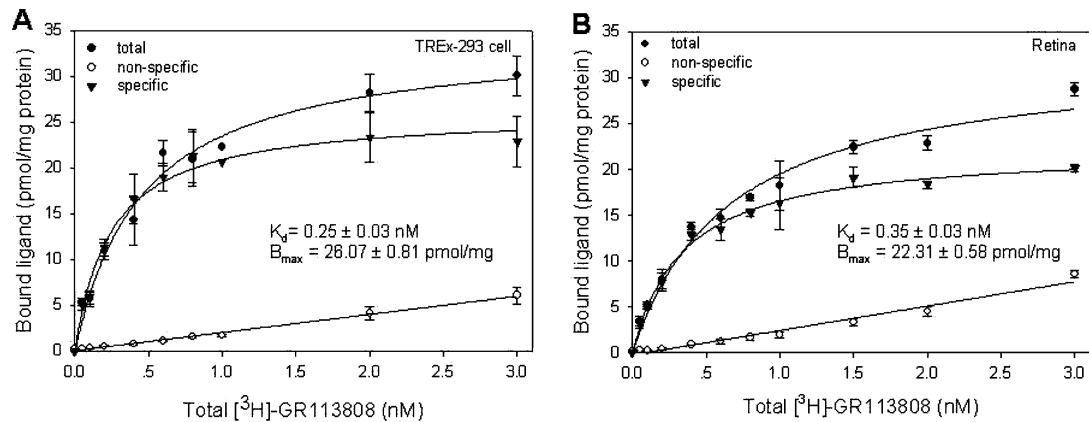 A
TREx-293 cell
total
non-specific
specific
Bound ligand (pmol/mg protein)
35
30
25
20
15
10
5
0
K_d = 0.25 ± 0.03 nM
B_max = 26.07 ± 0.81 pmol/mg
0.0 .5 1.0 1.5 2.0 2.5 3.0
Total [³H]-GR113808 (nM)
B
Retina
total
non-specific
specific
Bound ligand (pmol/mg protein)
35
30
25
20
15
10
5
0
K_d = 0.35 ± 0.03 nM
B_max = 22.31 ± 0.58 pmol/mg
0.0 .5 1.0 1.5 2.0 2.5 3.0
Total [³H]-GR113808 (nM)